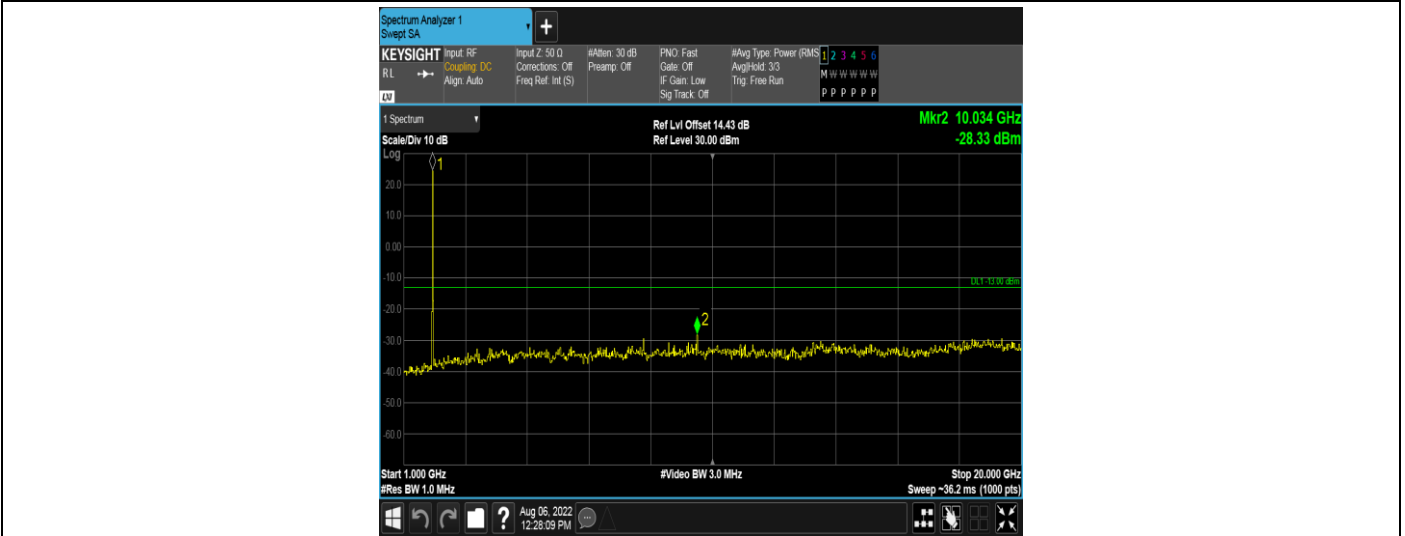 Spectrum Analyzer 1
Swept SA
+
KEYSIGHT Input: RF Input Z: 50 Ω #Atten: 30 dB PNO: Fast #Avg Type: Power (RMS 1 2 3 4 5 6
RL Coupling: DC Corrections: Off Preamp: Off Gate: Off Avg|Hold: 3/3 M W W W W W
Align: Auto Freq Ref: Int (S) IF Gain: Low Trig: Free Run
LXI Sig Track: Off P P P P P P
1 Spectrum Ref Lvl Offset 14.43 dB Mkr2 10.034 GHz
Scale/Div 10 dB Ref Level 30.00 dBm -28.33 dBm
Log
1
20.0
10.0
0.00
-10.0
DL1 -13.00 dBm
-20.0
2
-30.0
-40.0
-50.0
-60.0
Start 1.000 GHz #Video BW 3.0 MHz Stop 20.000 GHz
#Res BW 1.0 MHz Sweep ~36.2 ms (1000 pts)
? Aug 06, 2022
12:28:09 PM